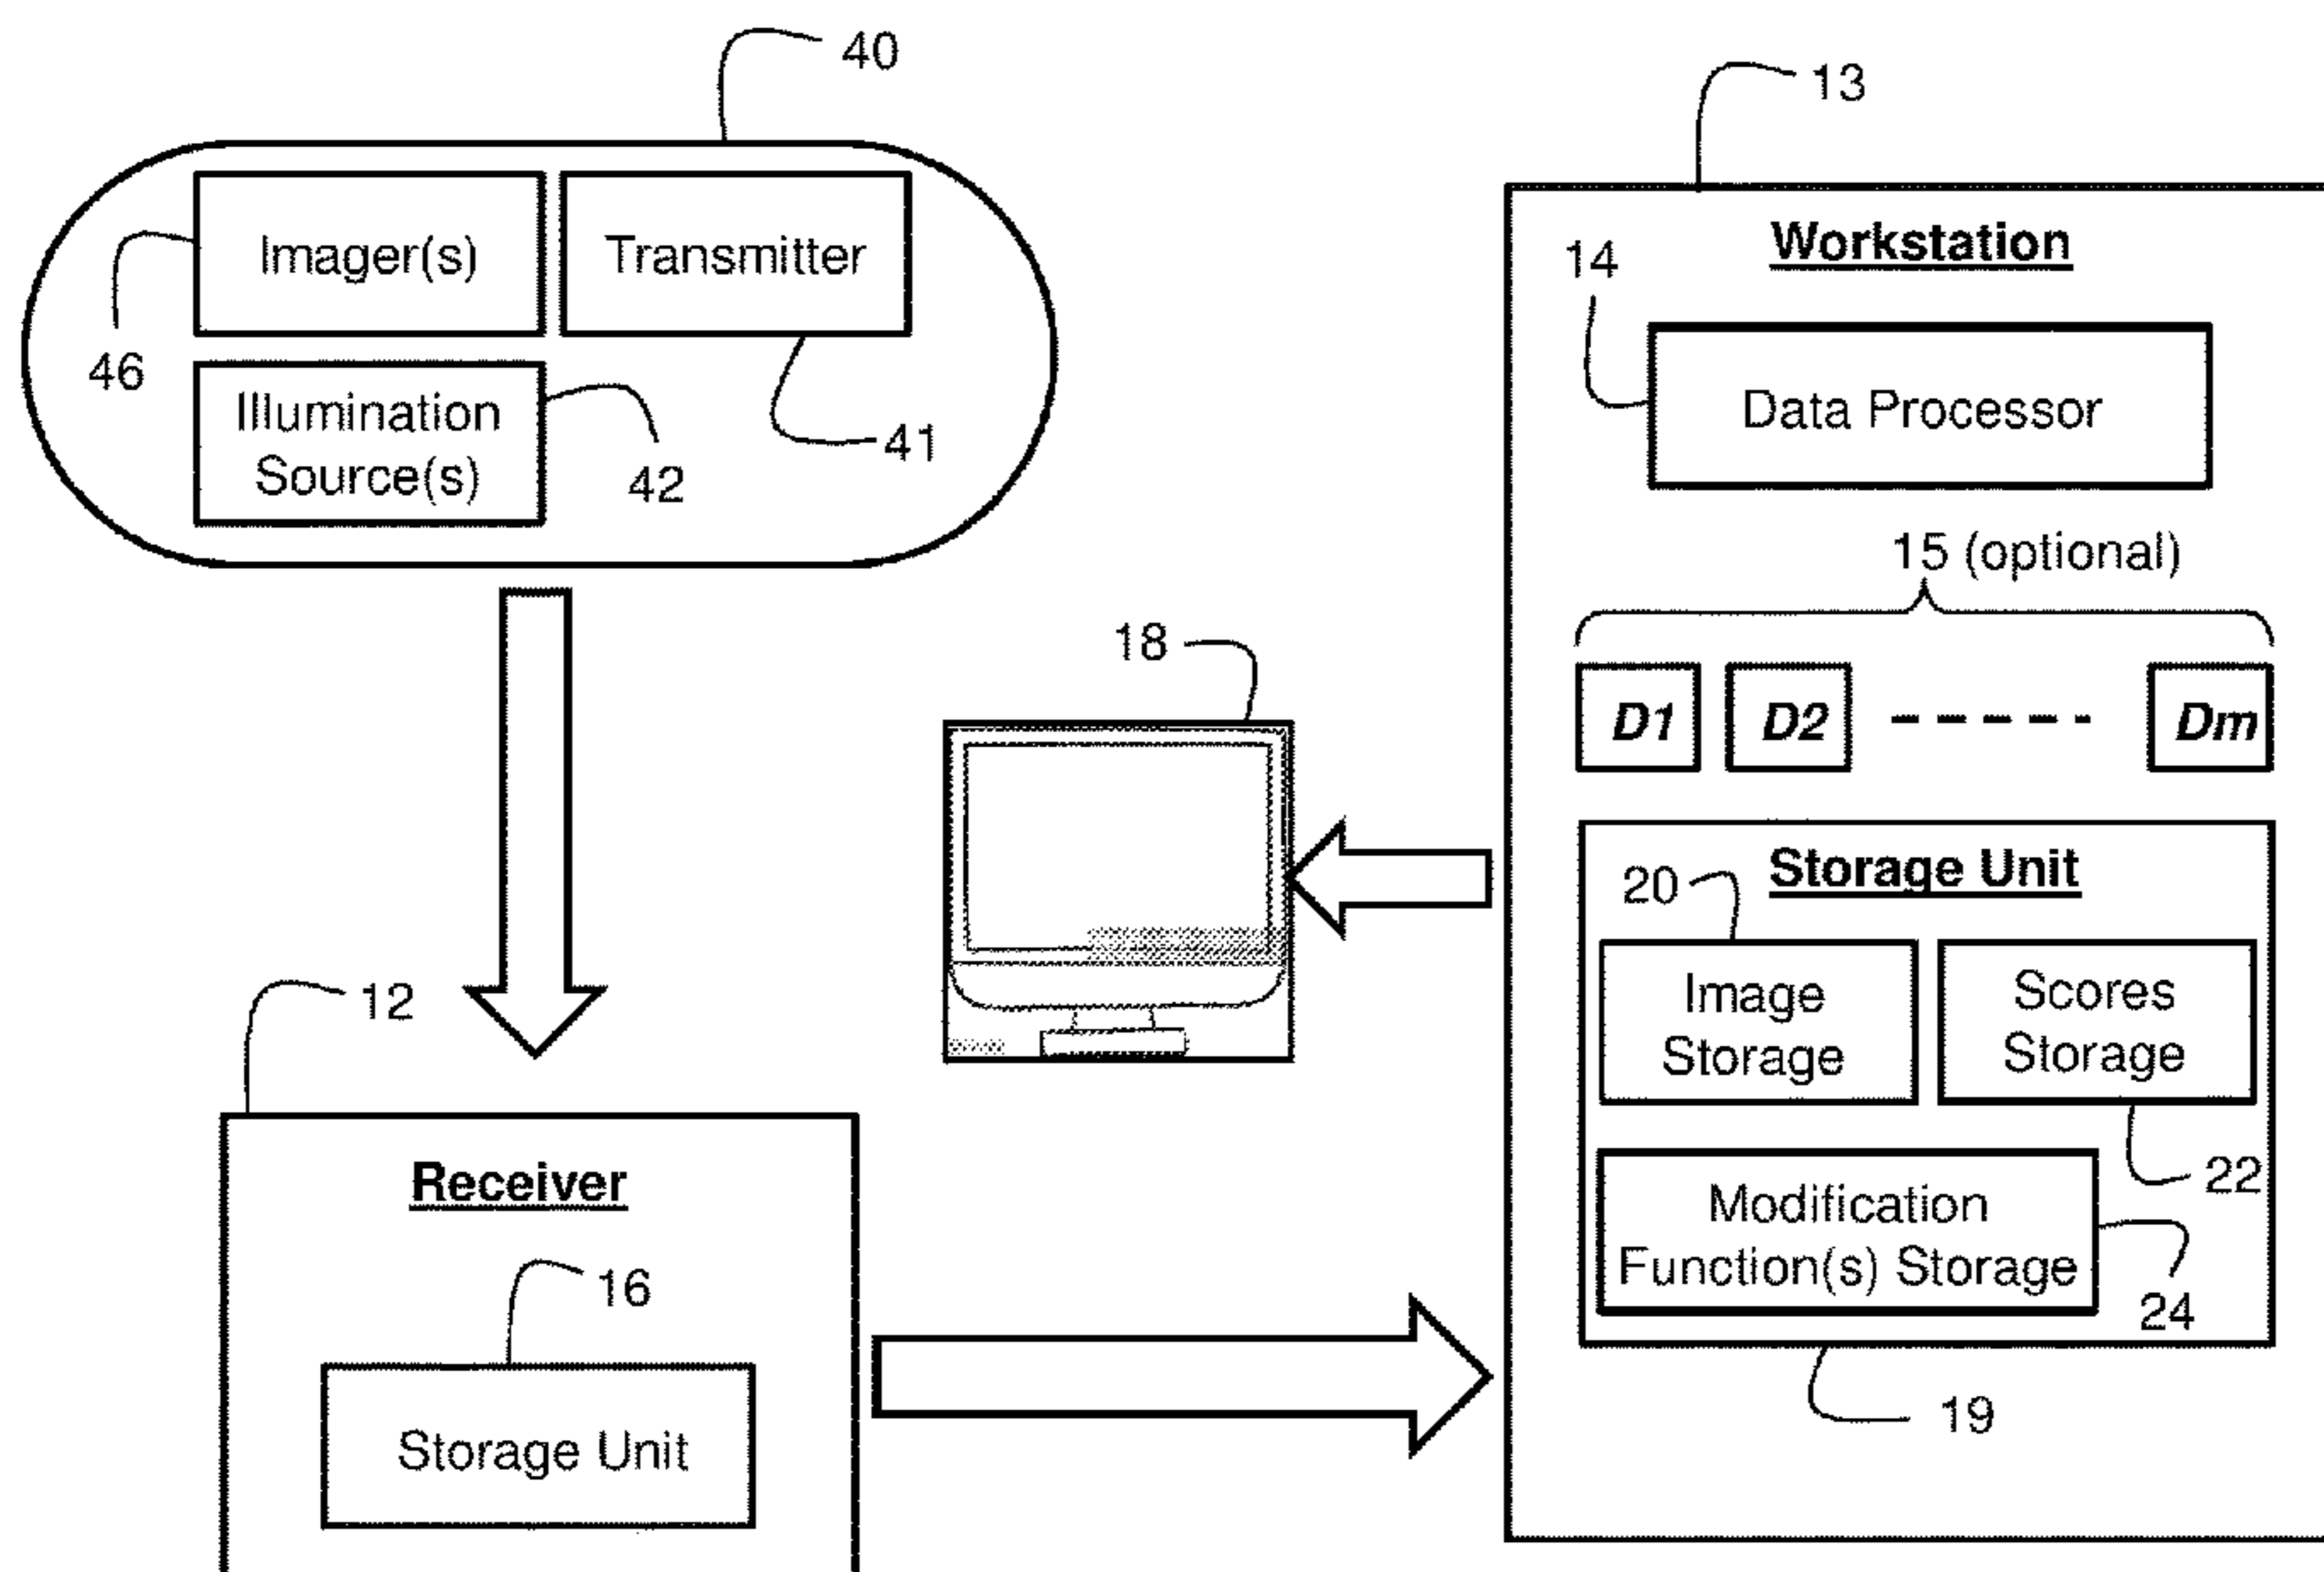 40
Imager(s)
Transmitter
46
Illumination
Source(s)
42
41
13
Workstation
14
Data Processor
15 (optional)
D1
D2
Dm
18
Storage Unit
20
Image
Storage
Scores
Storage
22
Modification
Function(s) Storage
24
19
12
Receiver
16
Storage Unit